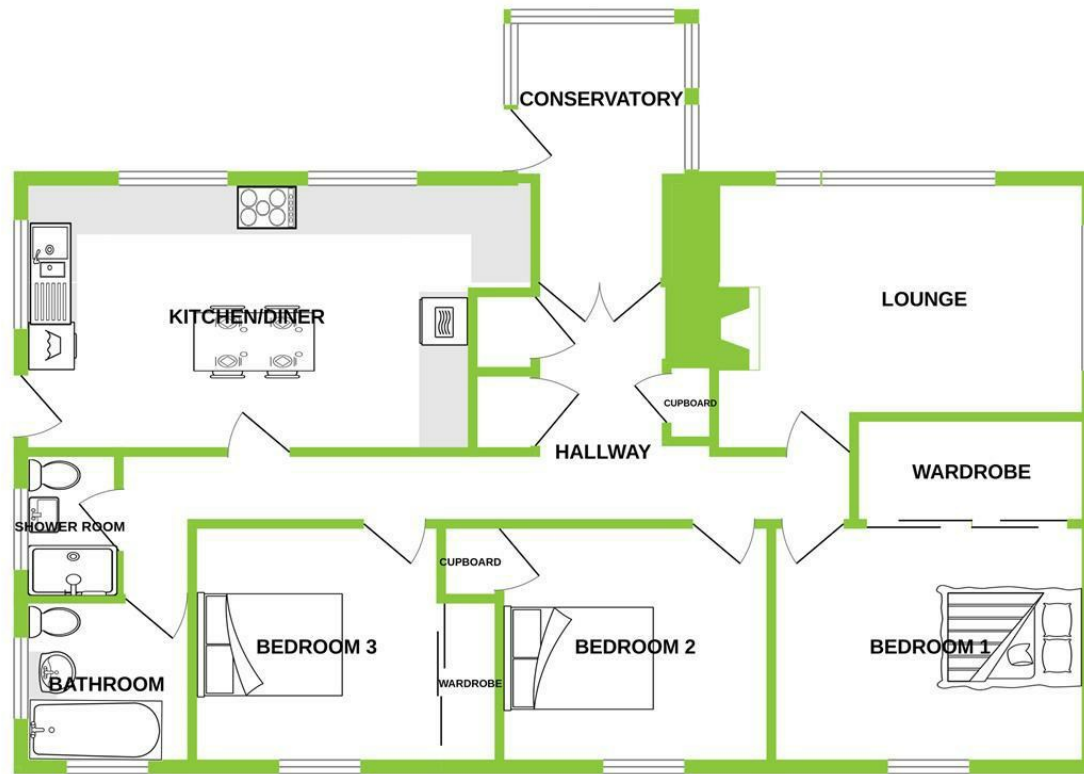 CONSERVATORY
KITCHEN/DINER
LOUNGE
CUPBOARD
HALLWAY
WARDROBE
SHOWER ROOM
CUPBOARD
BEDROOM 3
BEDROOM 2
BEDROOM 1
WARDROBE
BATHROOM